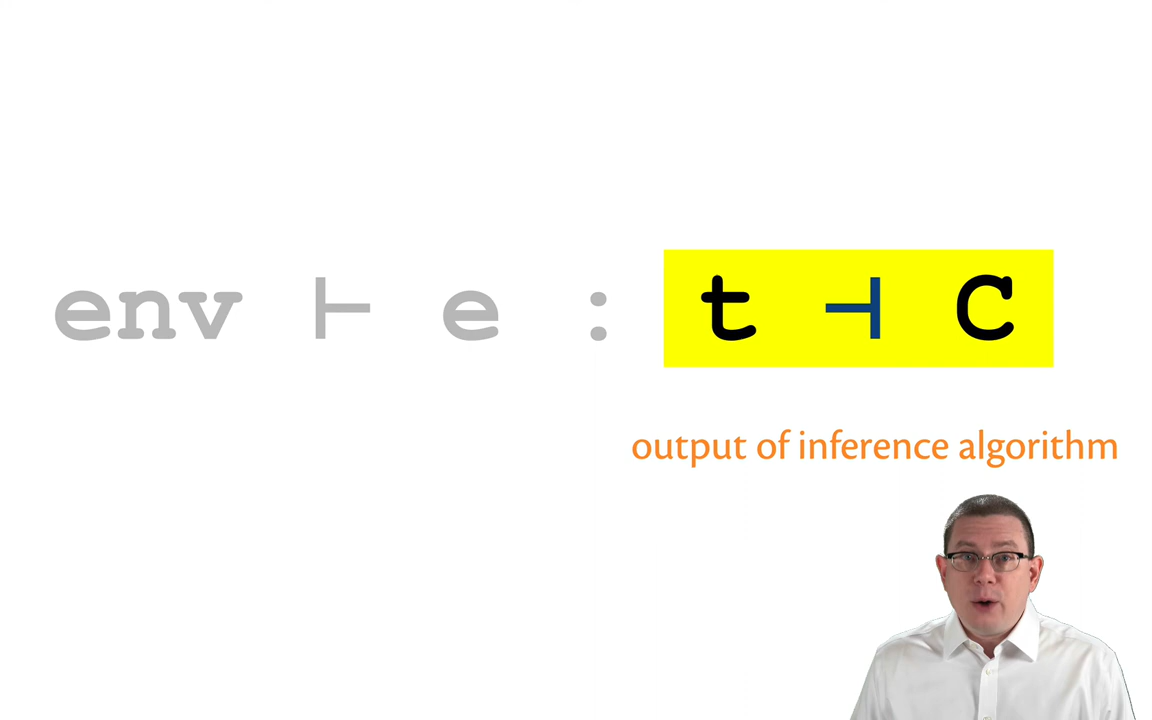 env ⊢ e : t ⊣ C
output of inference algorithm